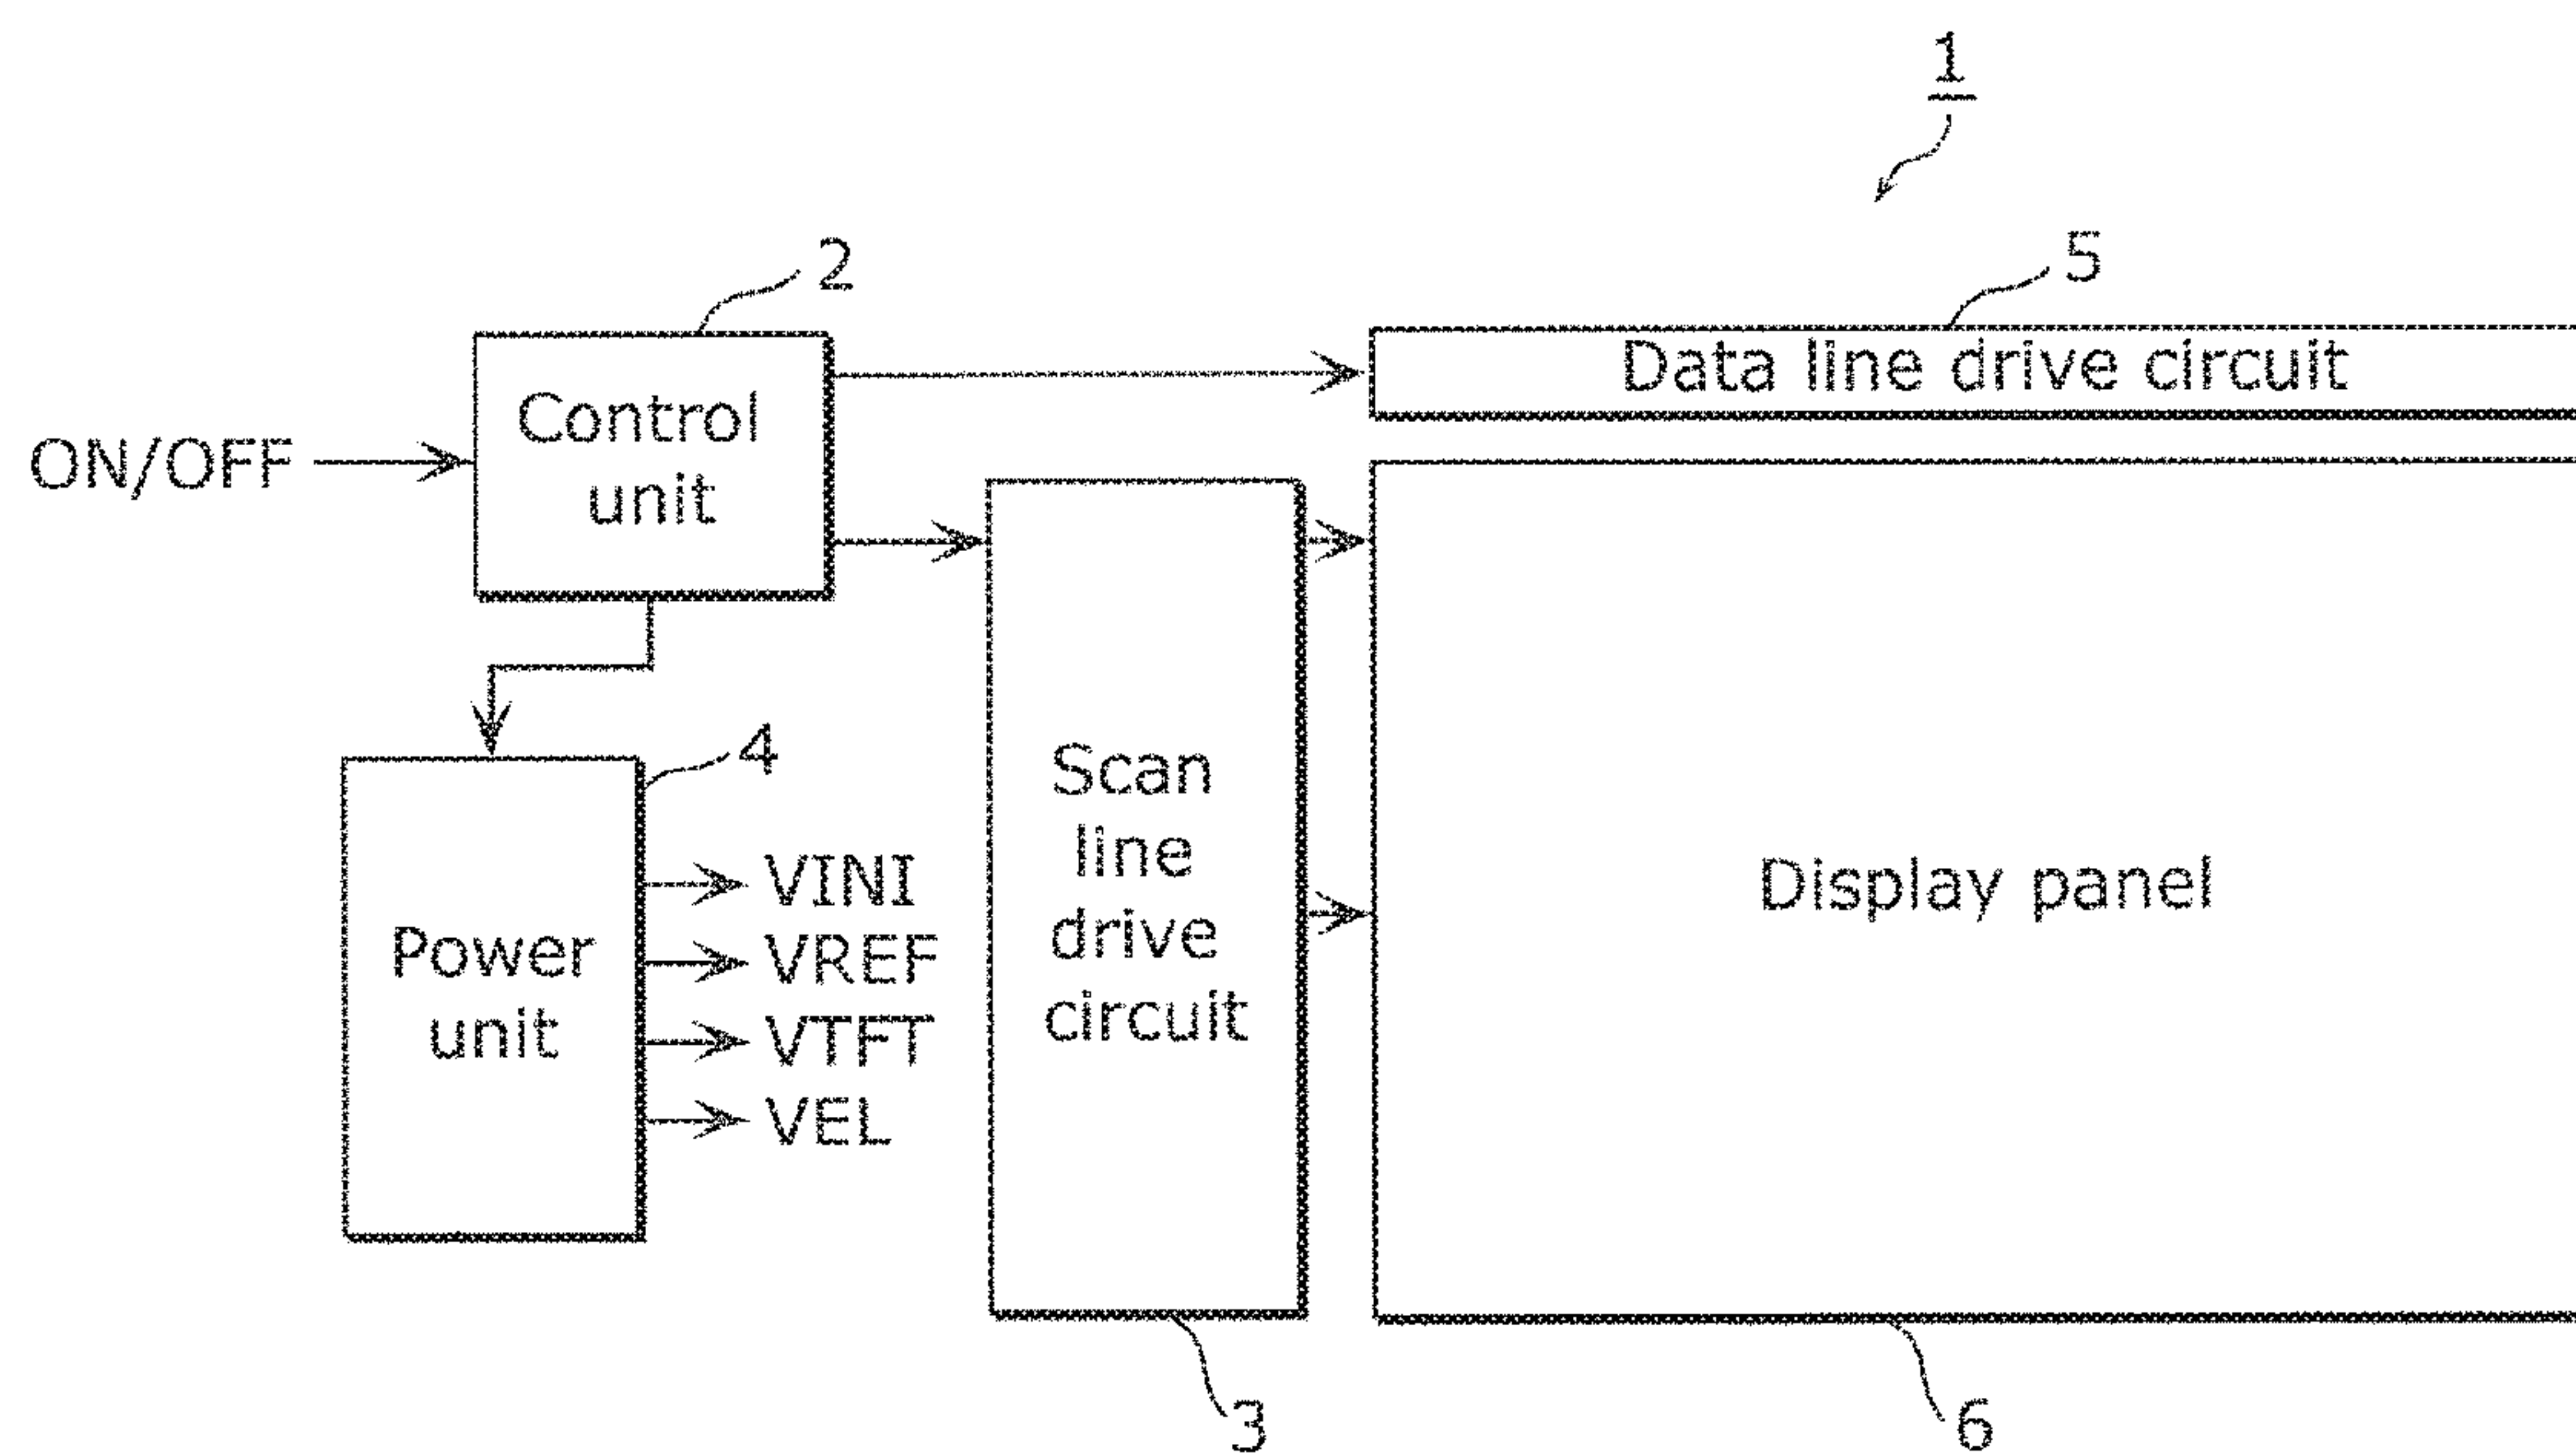 1
2
5
Data line drive circuit
Control
unit
ON/OFF
4
Scan
line
drive
circuit
Display panel
Power
unit
VINI
VREF
VTFT
VEL
3
6